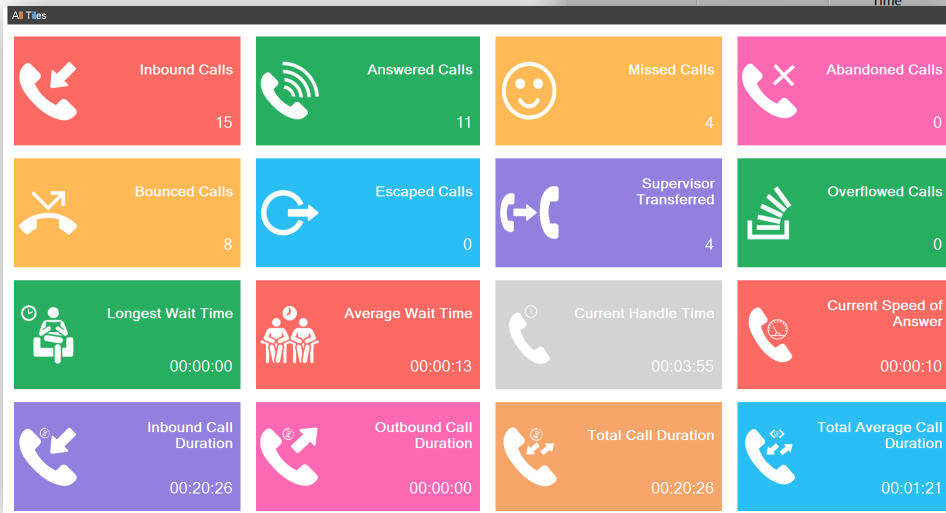 Time
All Tiles
Inbound Calls
15
Answered Calls
11
Missed Calls
4
Abandoned Calls
0
Bounced Calls
8
Escaped Calls
0
Supervisor
Transferred
4
Overflowed Calls
0
Longest Wait Time
00:00:00
Average Wait Time
00:00:13
Current Handle Time
00:03:55
Current Speed of
Answer
00:00:10
Inbound Call
Duration
00:20:26
Outbound Call
Duration
00:00:00
Total Call Duration
00:20:26
Total Average Call
Duration
00:01:21